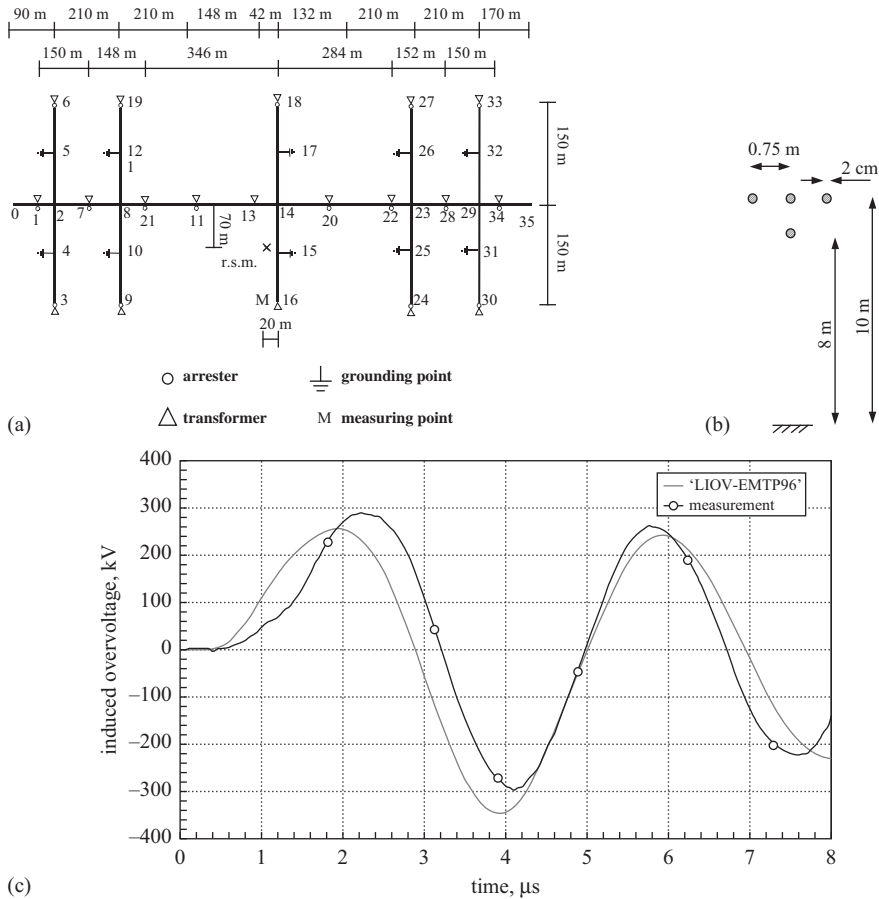 90 m 210 m 210 m 148 m 42 m 132 m 210 m 210 m 170 m
150 m 148 m 346 m 284 m 152 m 150 m
6 19 18 27 33
5 12 17 26 32
1
150 m
0 1 2 7 8 21 11 13 14 20 22 23 28 29 34 35
70 m
4 10 r.s.m. 15 25 31
150 m
3 9 M 16 24 30
20 m
arrester grounding point
transformer M measuring point
(a)
0.75 m
2 cm
8 m
10 m
(b)
400
300
200
100
0
–100
–200
–300
–400
induced overvoltage, kV
'LIOV-EMTP96'
measurement
0 1 2 3 4 5 6 7 8
time, μs
(c)